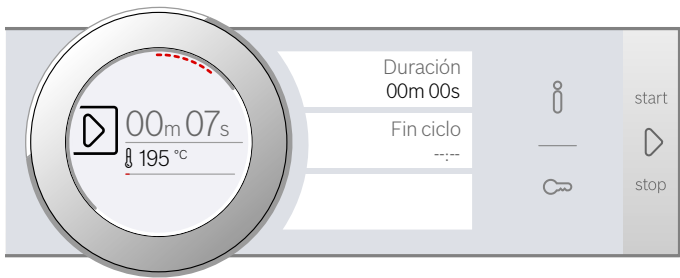 00m 07s
195 °C
Duración
00m 00s
Fin ciclo
--:--
start
stop